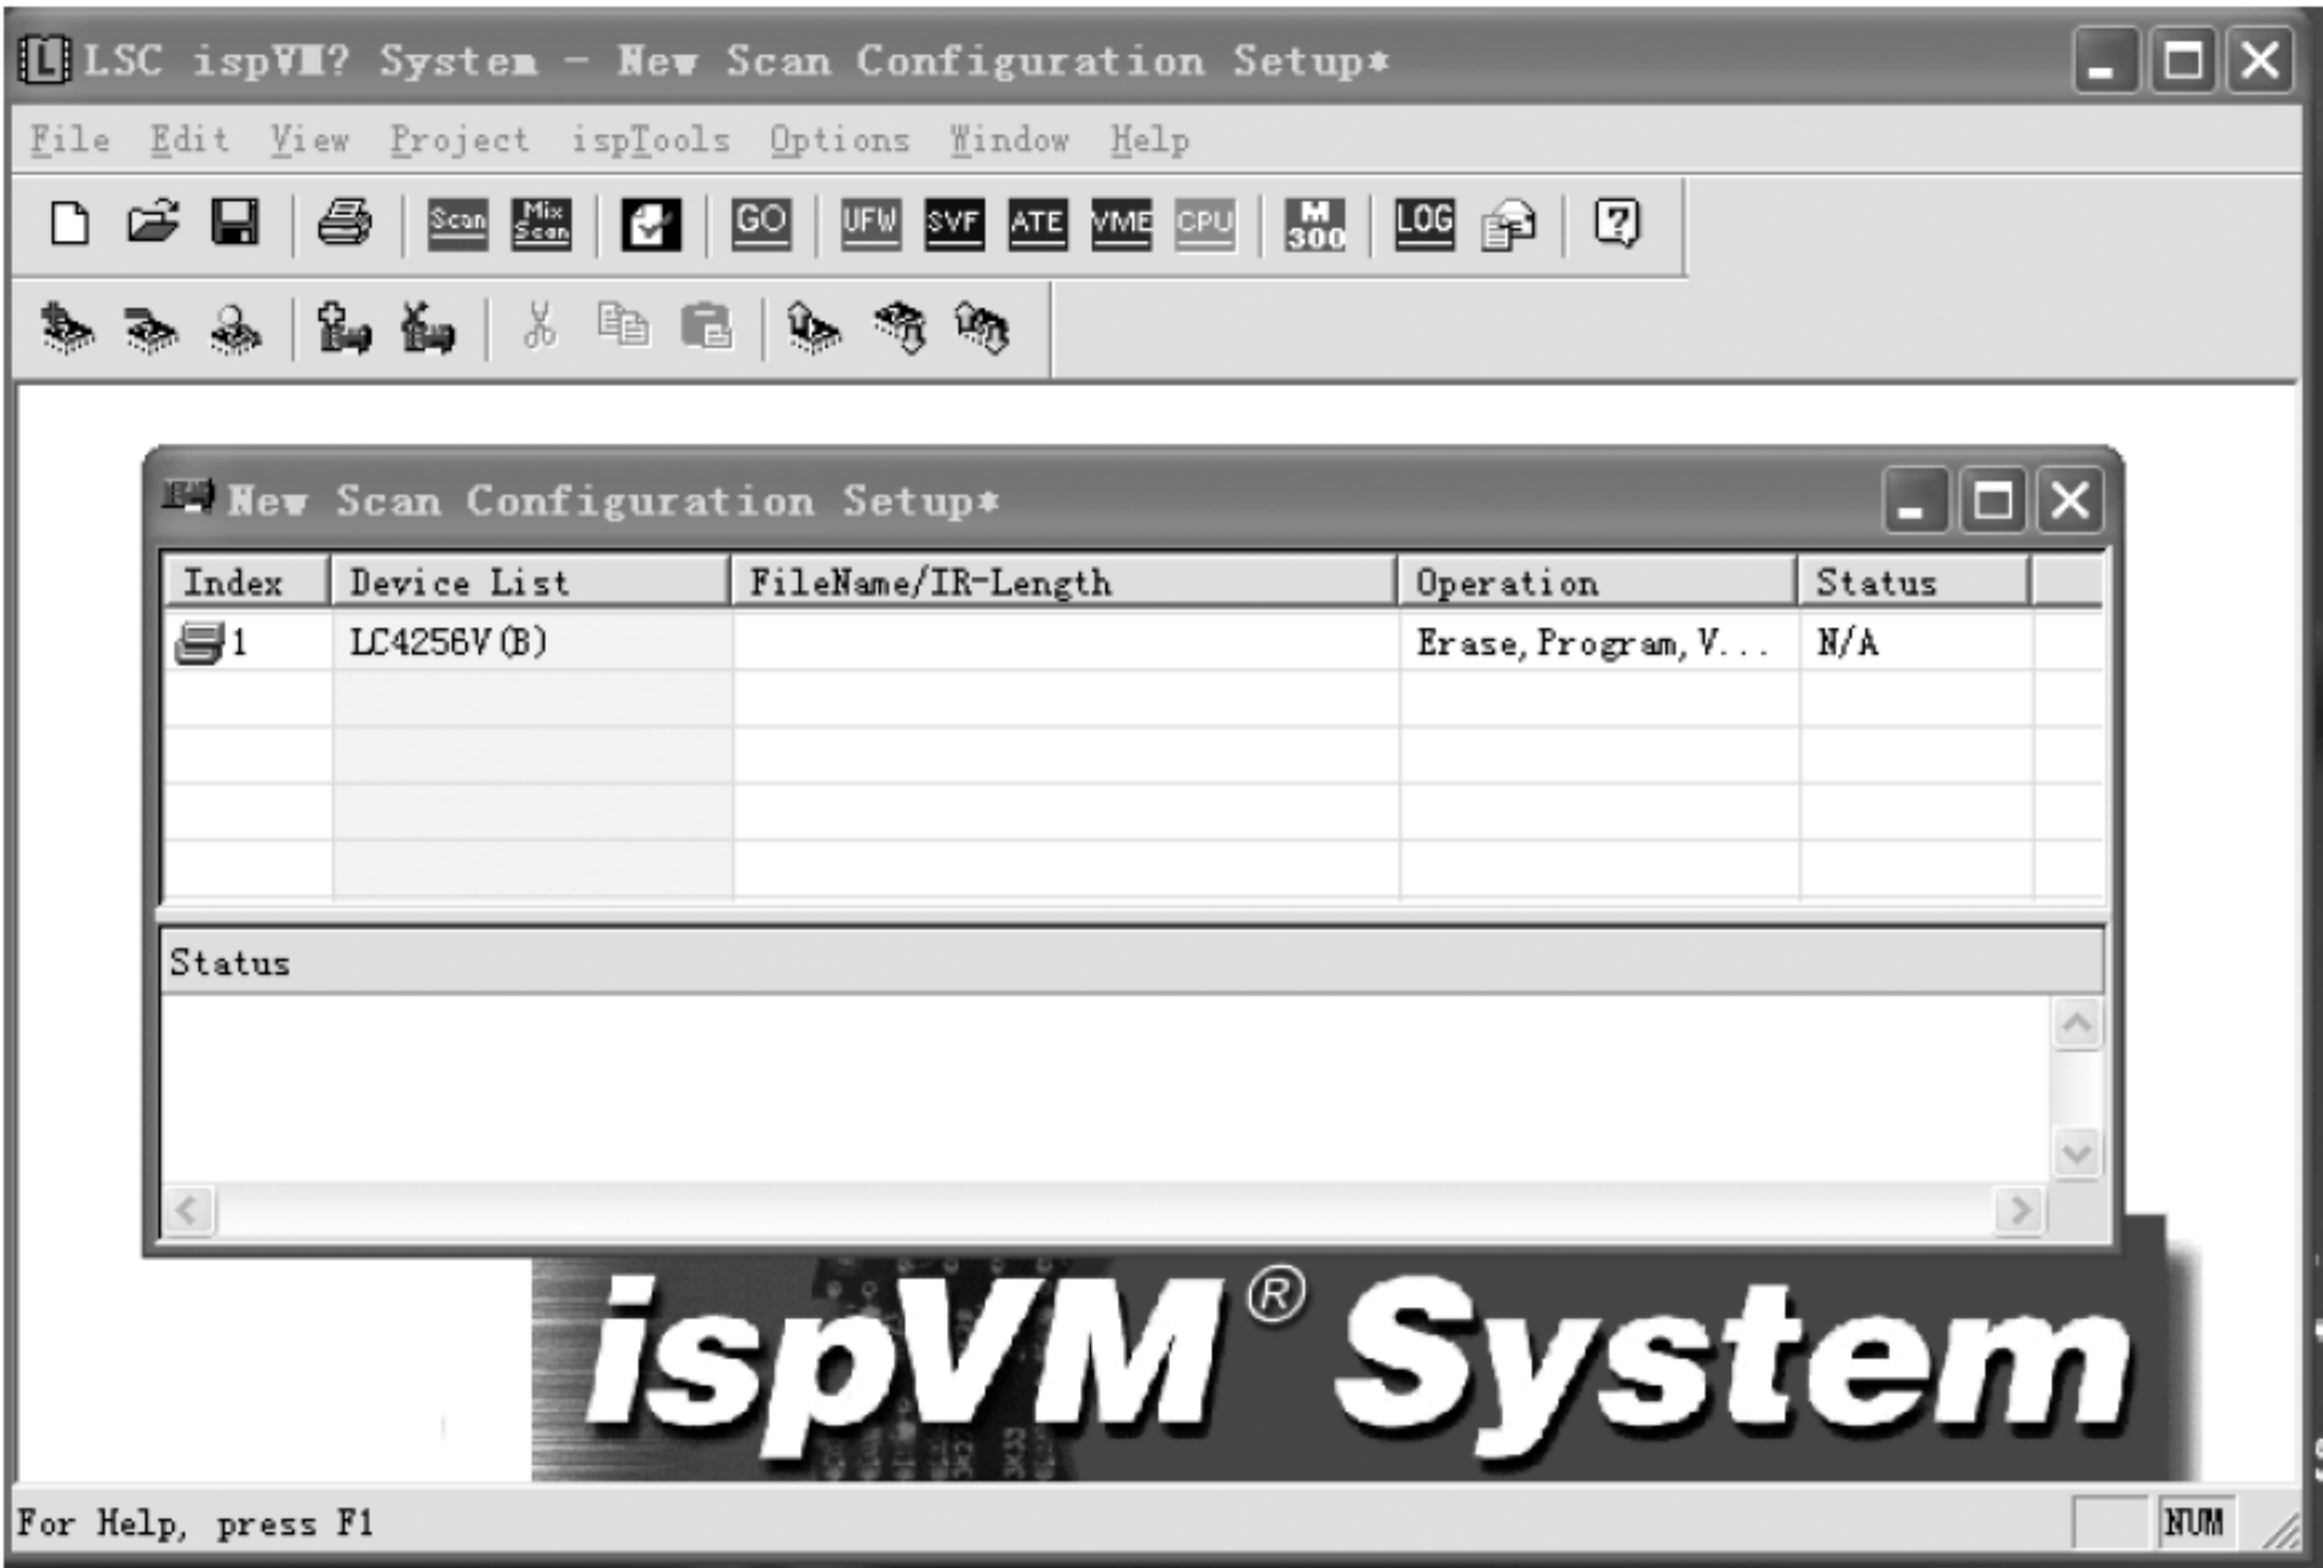 LSC ispVM? System - New Scan Configuration Setup*
File Edit View Project ispTools Options Window Help
Scan Mix Scan GO UFW SVF ATE VME CPU M 300 LOG
New Scan Configuration Setup*
Index Device List FileName/IR-Length Operation Status
1 LC4256V(B) Erase,Program,V... N/A
Status
ispVM® System
For Help, press F1 NUM